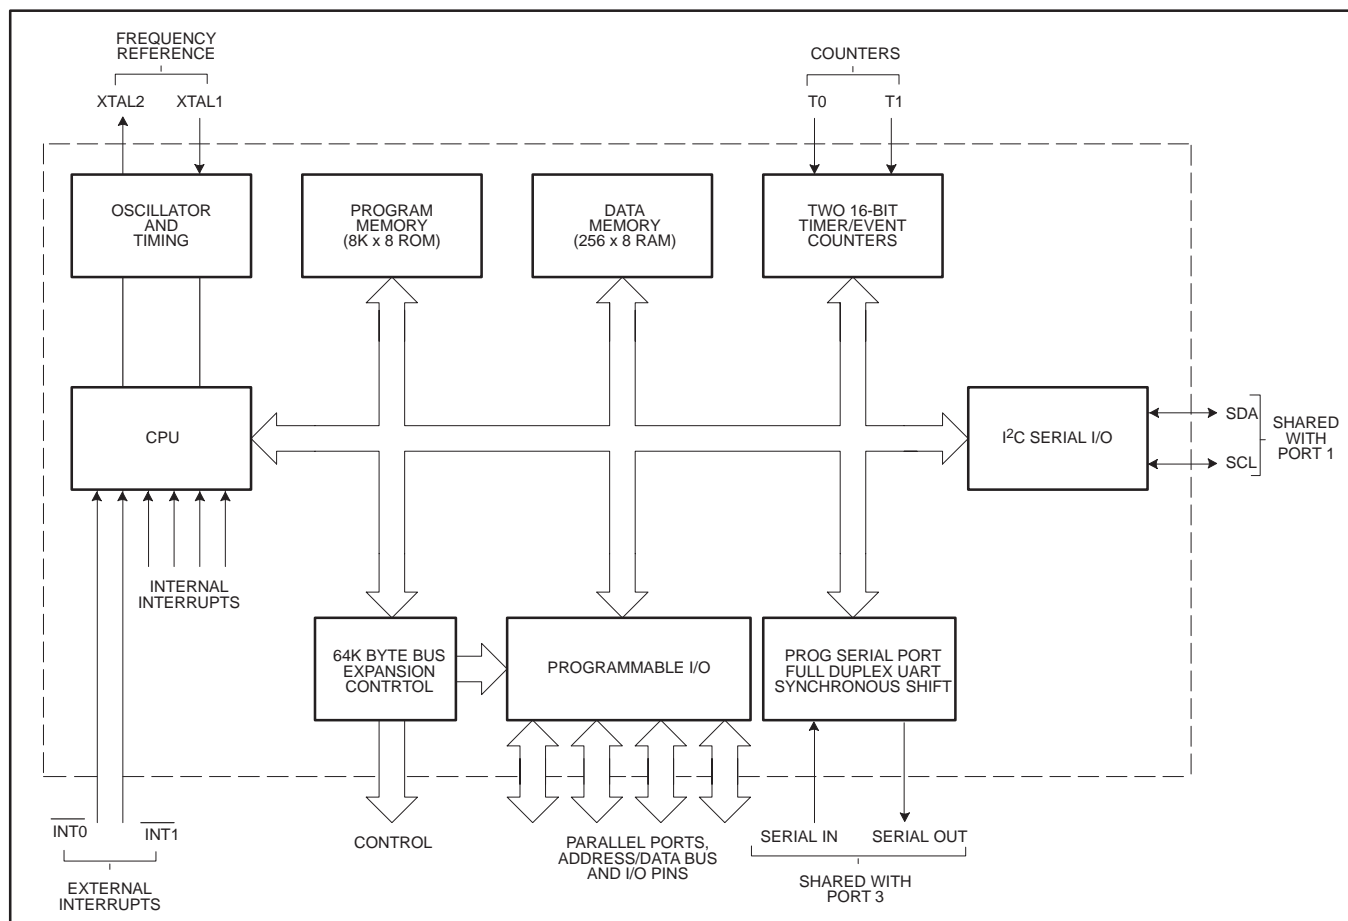 FREQUENCY
REFERENCE
XTAL2 XTAL1
COUNTERS
T0 T1
OSCILLATOR
AND
TIMING
PROGRAM
MEMORY
(8K x 8 ROM)
DATA
MEMORY
(256 x 8 RAM)
TWO 16-BIT
TIMER/EVENT
COUNTERS
CPU
I²C SERIAL I/O
SDA
SCL
SHARED
WITH
PORT 1
INTERNAL
INTERRUPTS
64K BYTE BUS
EXPANSION
CONTRTOL
PROGRAMMABLE I/O
PROG SERIAL PORT
FULL DUPLEX UART
SYNCHRONOUS SHIFT
INT0 INT1
EXTERNAL
INTERRUPTS
CONTROL
PARALLEL PORTS,
ADDRESS/DATA BUS
AND I/O PINS
SERIAL IN SERIAL OUT
SHARED WITH
PORT 3